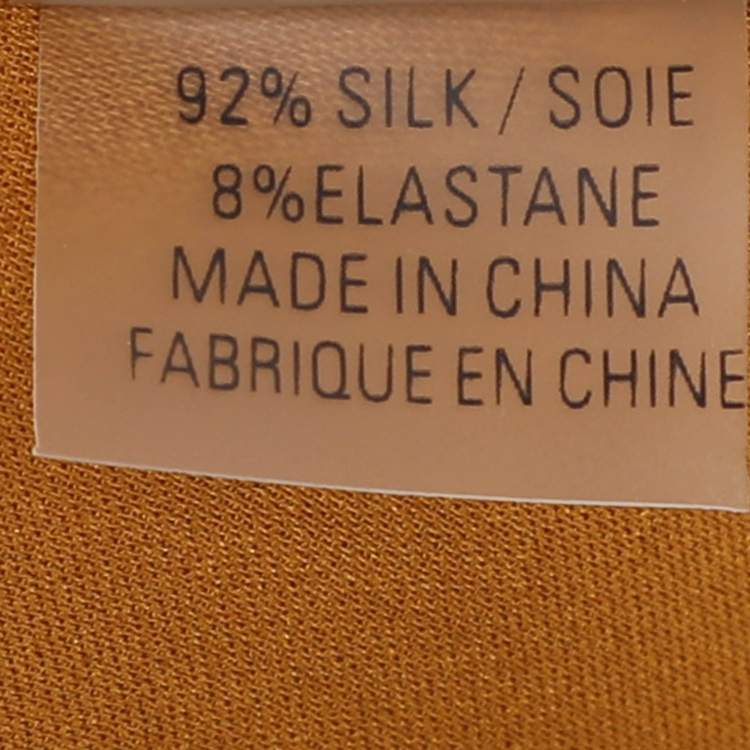 92% SILK / SOIE
8%ELASTANE
MADE IN CHINA
FABRIQUE EN CHINE